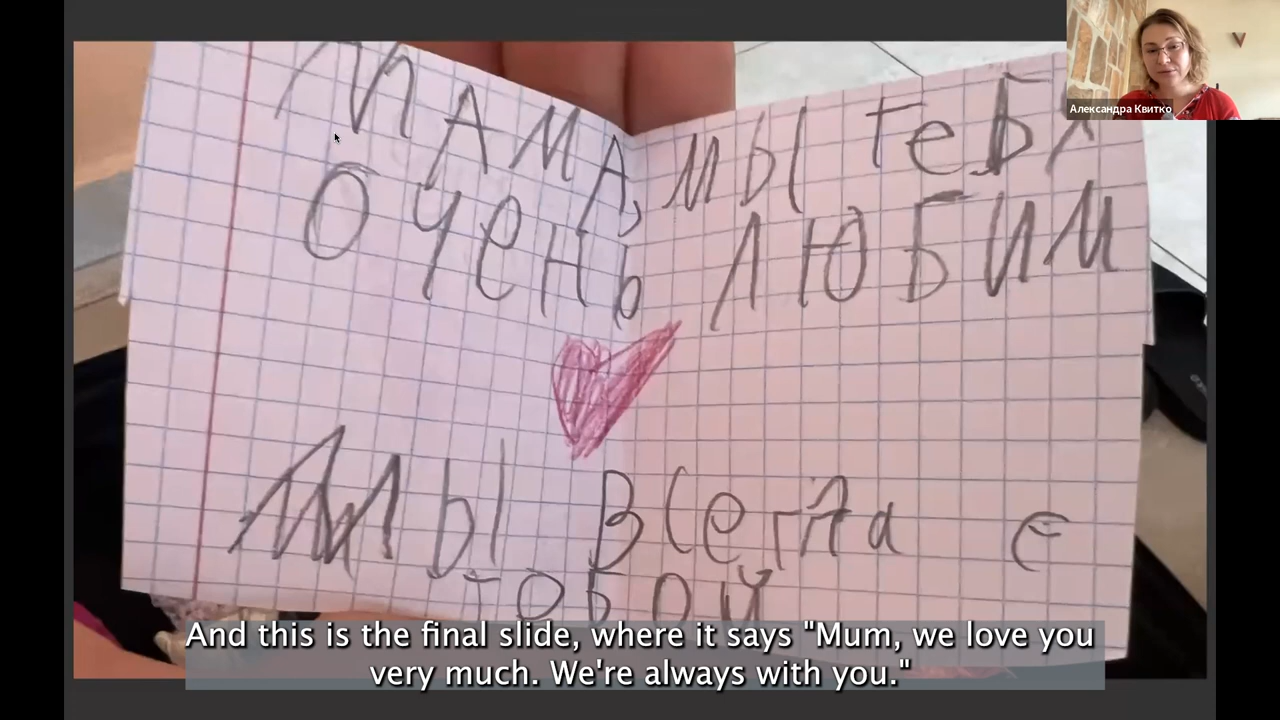 Александра Квитко
МАМА, МЫ теБЯ
ОЧЕНЬ ЛЮБИМ
МЫ ВСегДа с
тобой
And this is the final slide, where it says "Mum, we love you
very much. We're always with you."